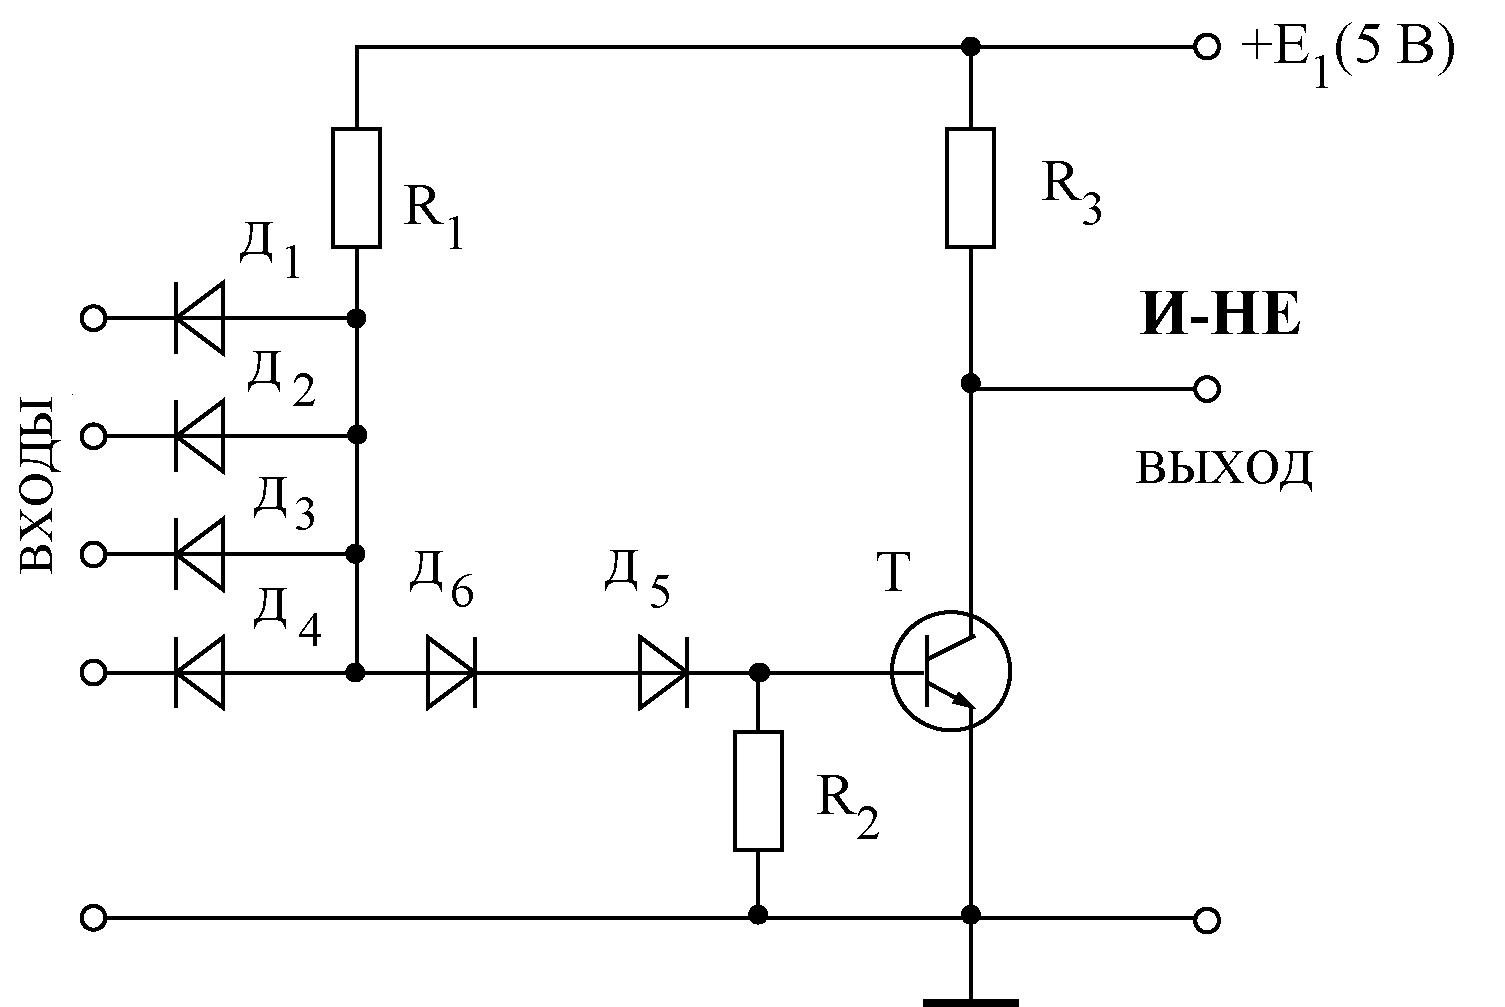 +E1(5 В)
R1
R3
Д1
И-НЕ
Д2
ВЫХОД
ВХОДЫ
Д3
Д6
Д5
Т
Д4
R2